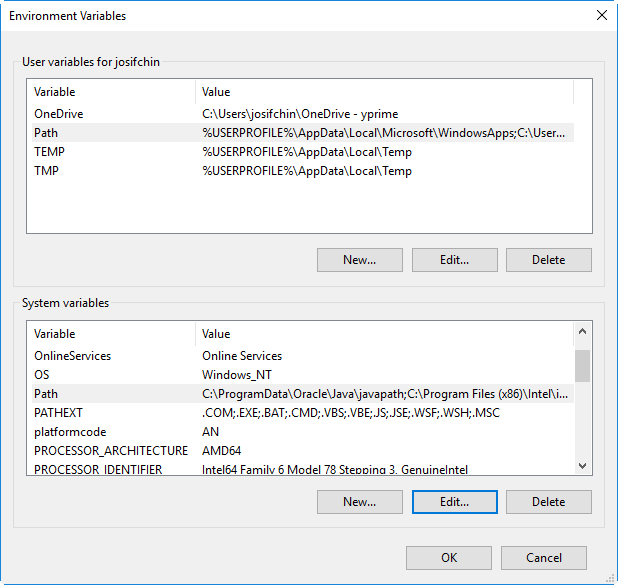 Environment Variables
User variables for josifchin
Variable Value
OneDrive C:\Users\josifchin\OneDrive - yprime
Path %USERPROFILE%\AppData\Local\Microsoft\WindowsApps;C:\User...
TEMP %USERPROFILE%\AppData\Local\Temp
TMP %USERPROFILE%\AppData\Local\Temp
New... Edit... Delete
System variables
Variable Value
OnlineServices Online Services
OS Windows_NT
Path C:\ProgramData\Oracle\Java\javapath;C:\Program Files (x86)\Intel\i...
PATHEXT .COM;.EXE;.BAT;.CMD;.VBS;.VBE;.JS;.JSE;.WSF;.WSH;.MSC
platformcode AN
PROCESSOR_ARCHITECTURE AMD64
PROCESSOR_IDENTIFIER Intel64 Family 6 Model 78 Stepping 3, GenuineIntel
New... Edit... Delete
OK Cancel